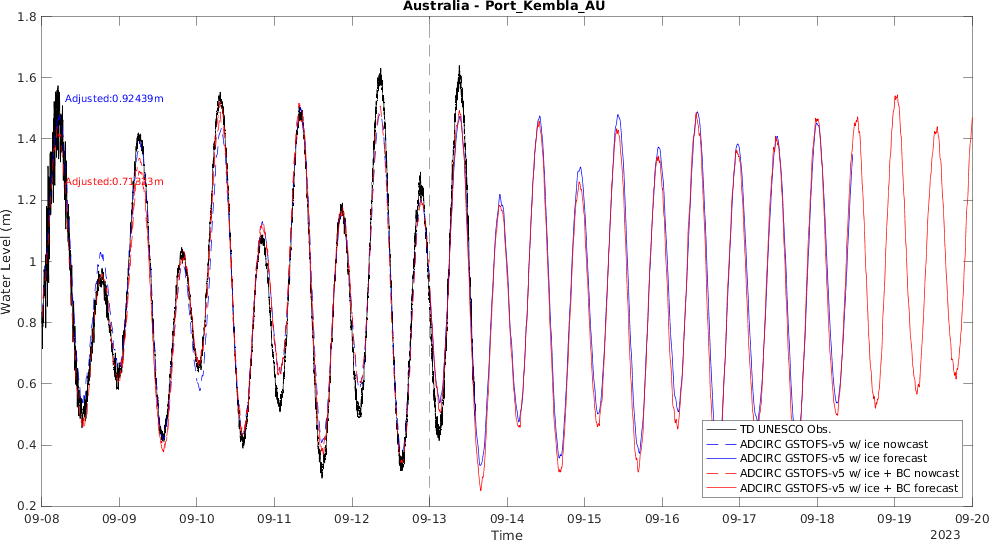 Australia - Port_Kembla_AU
1.8
1.6
1.4
1.2
1
0.8
0.6
0.4
0.2
Water Level (m)
Adjusted:0.92439m
TD UNESCO Obs.
ADCIRC GSTOFS-v5 w/ ice nowcast
ADCIRC GSTOFS-v5 w/ ice forecast
ADCIRC GSTOFS-v5 w/ ice + BC nowcast
ADCIRC GSTOFS-v5 w/ ice + BC forecast
09-08 09-09 09-10 09-11 09-12 09-13 09-14 09-15 09-16 09-17 09-18 09-19 09-20
Time
2023